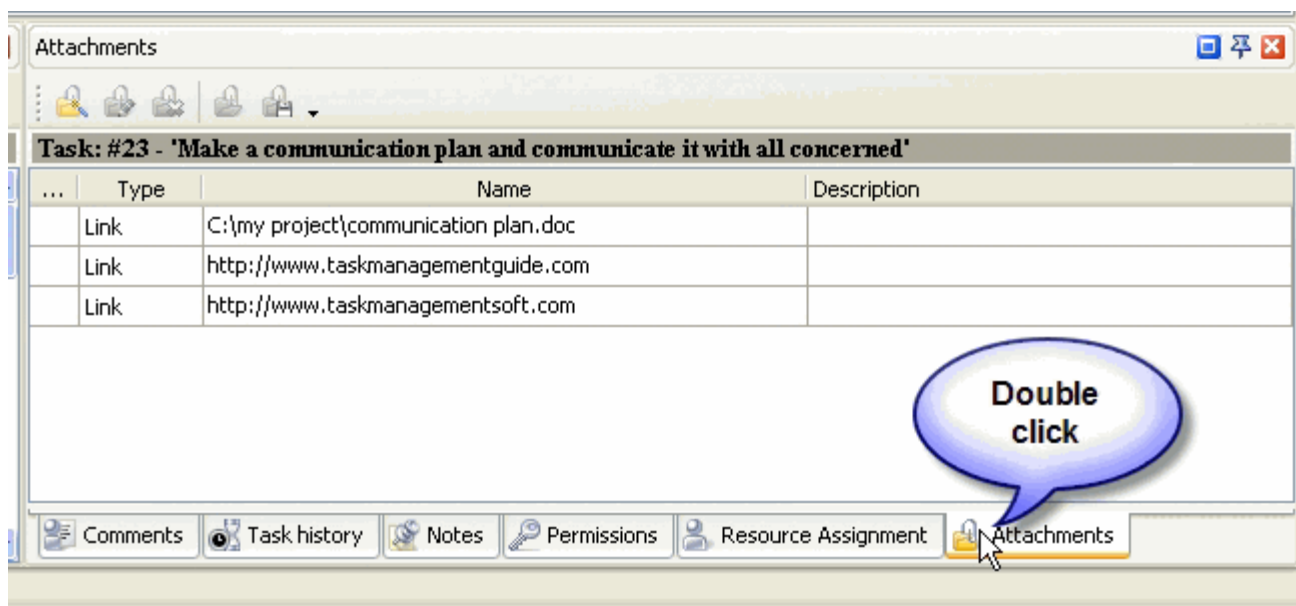 Attachments
Task: #23 - 'Make a communication plan and communicate it with all concerned'
... Type Name Description
Link C:\my project\communication plan.doc
Link http://www.taskmanagementguide.com
Link http://www.taskmanagementsoft.com
Double
click
Comments Task history Notes Permissions Resource Assignment Attachments